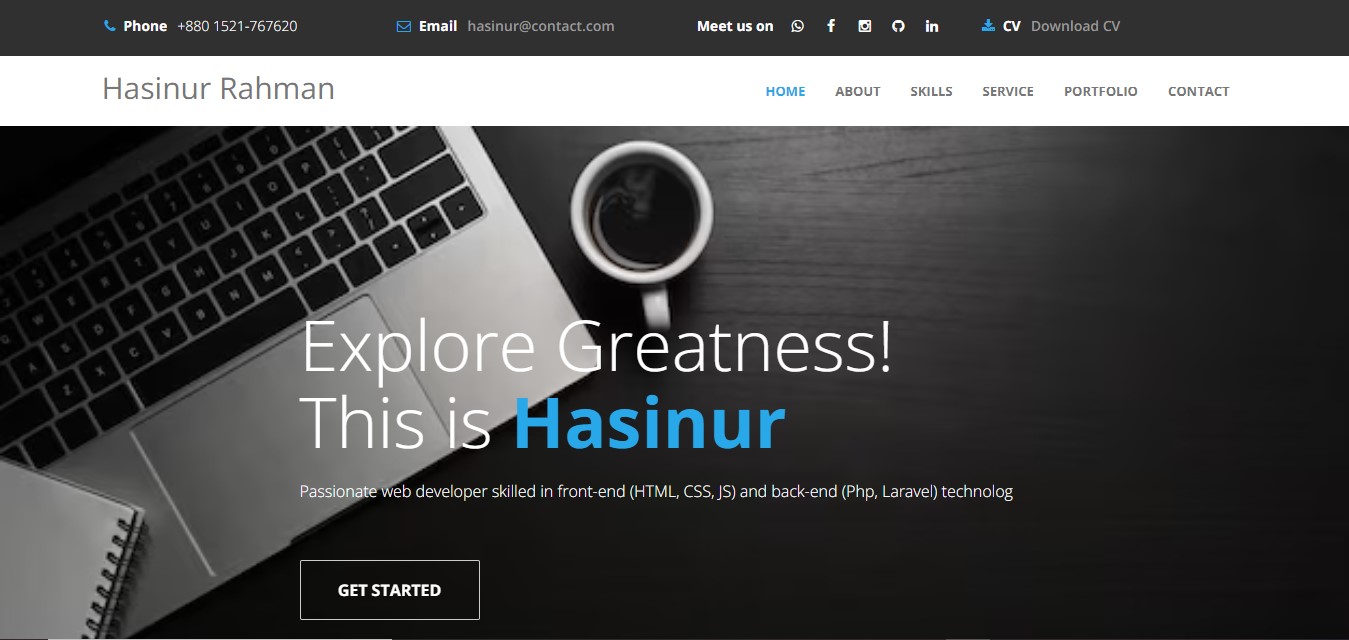 Phone +880 1521-767620 Email hasinur@contact.com Meet us on CV Download CV
Hasinur Rahman HOME ABOUT SKILLS SERVICE PORTFOLIO CONTACT
Explore Greatness!
This is Hasinur
Passionate web developer skilled in front-end (HTML, CSS, JS) and back-end (Php, Laravel) technolog
GET STARTED